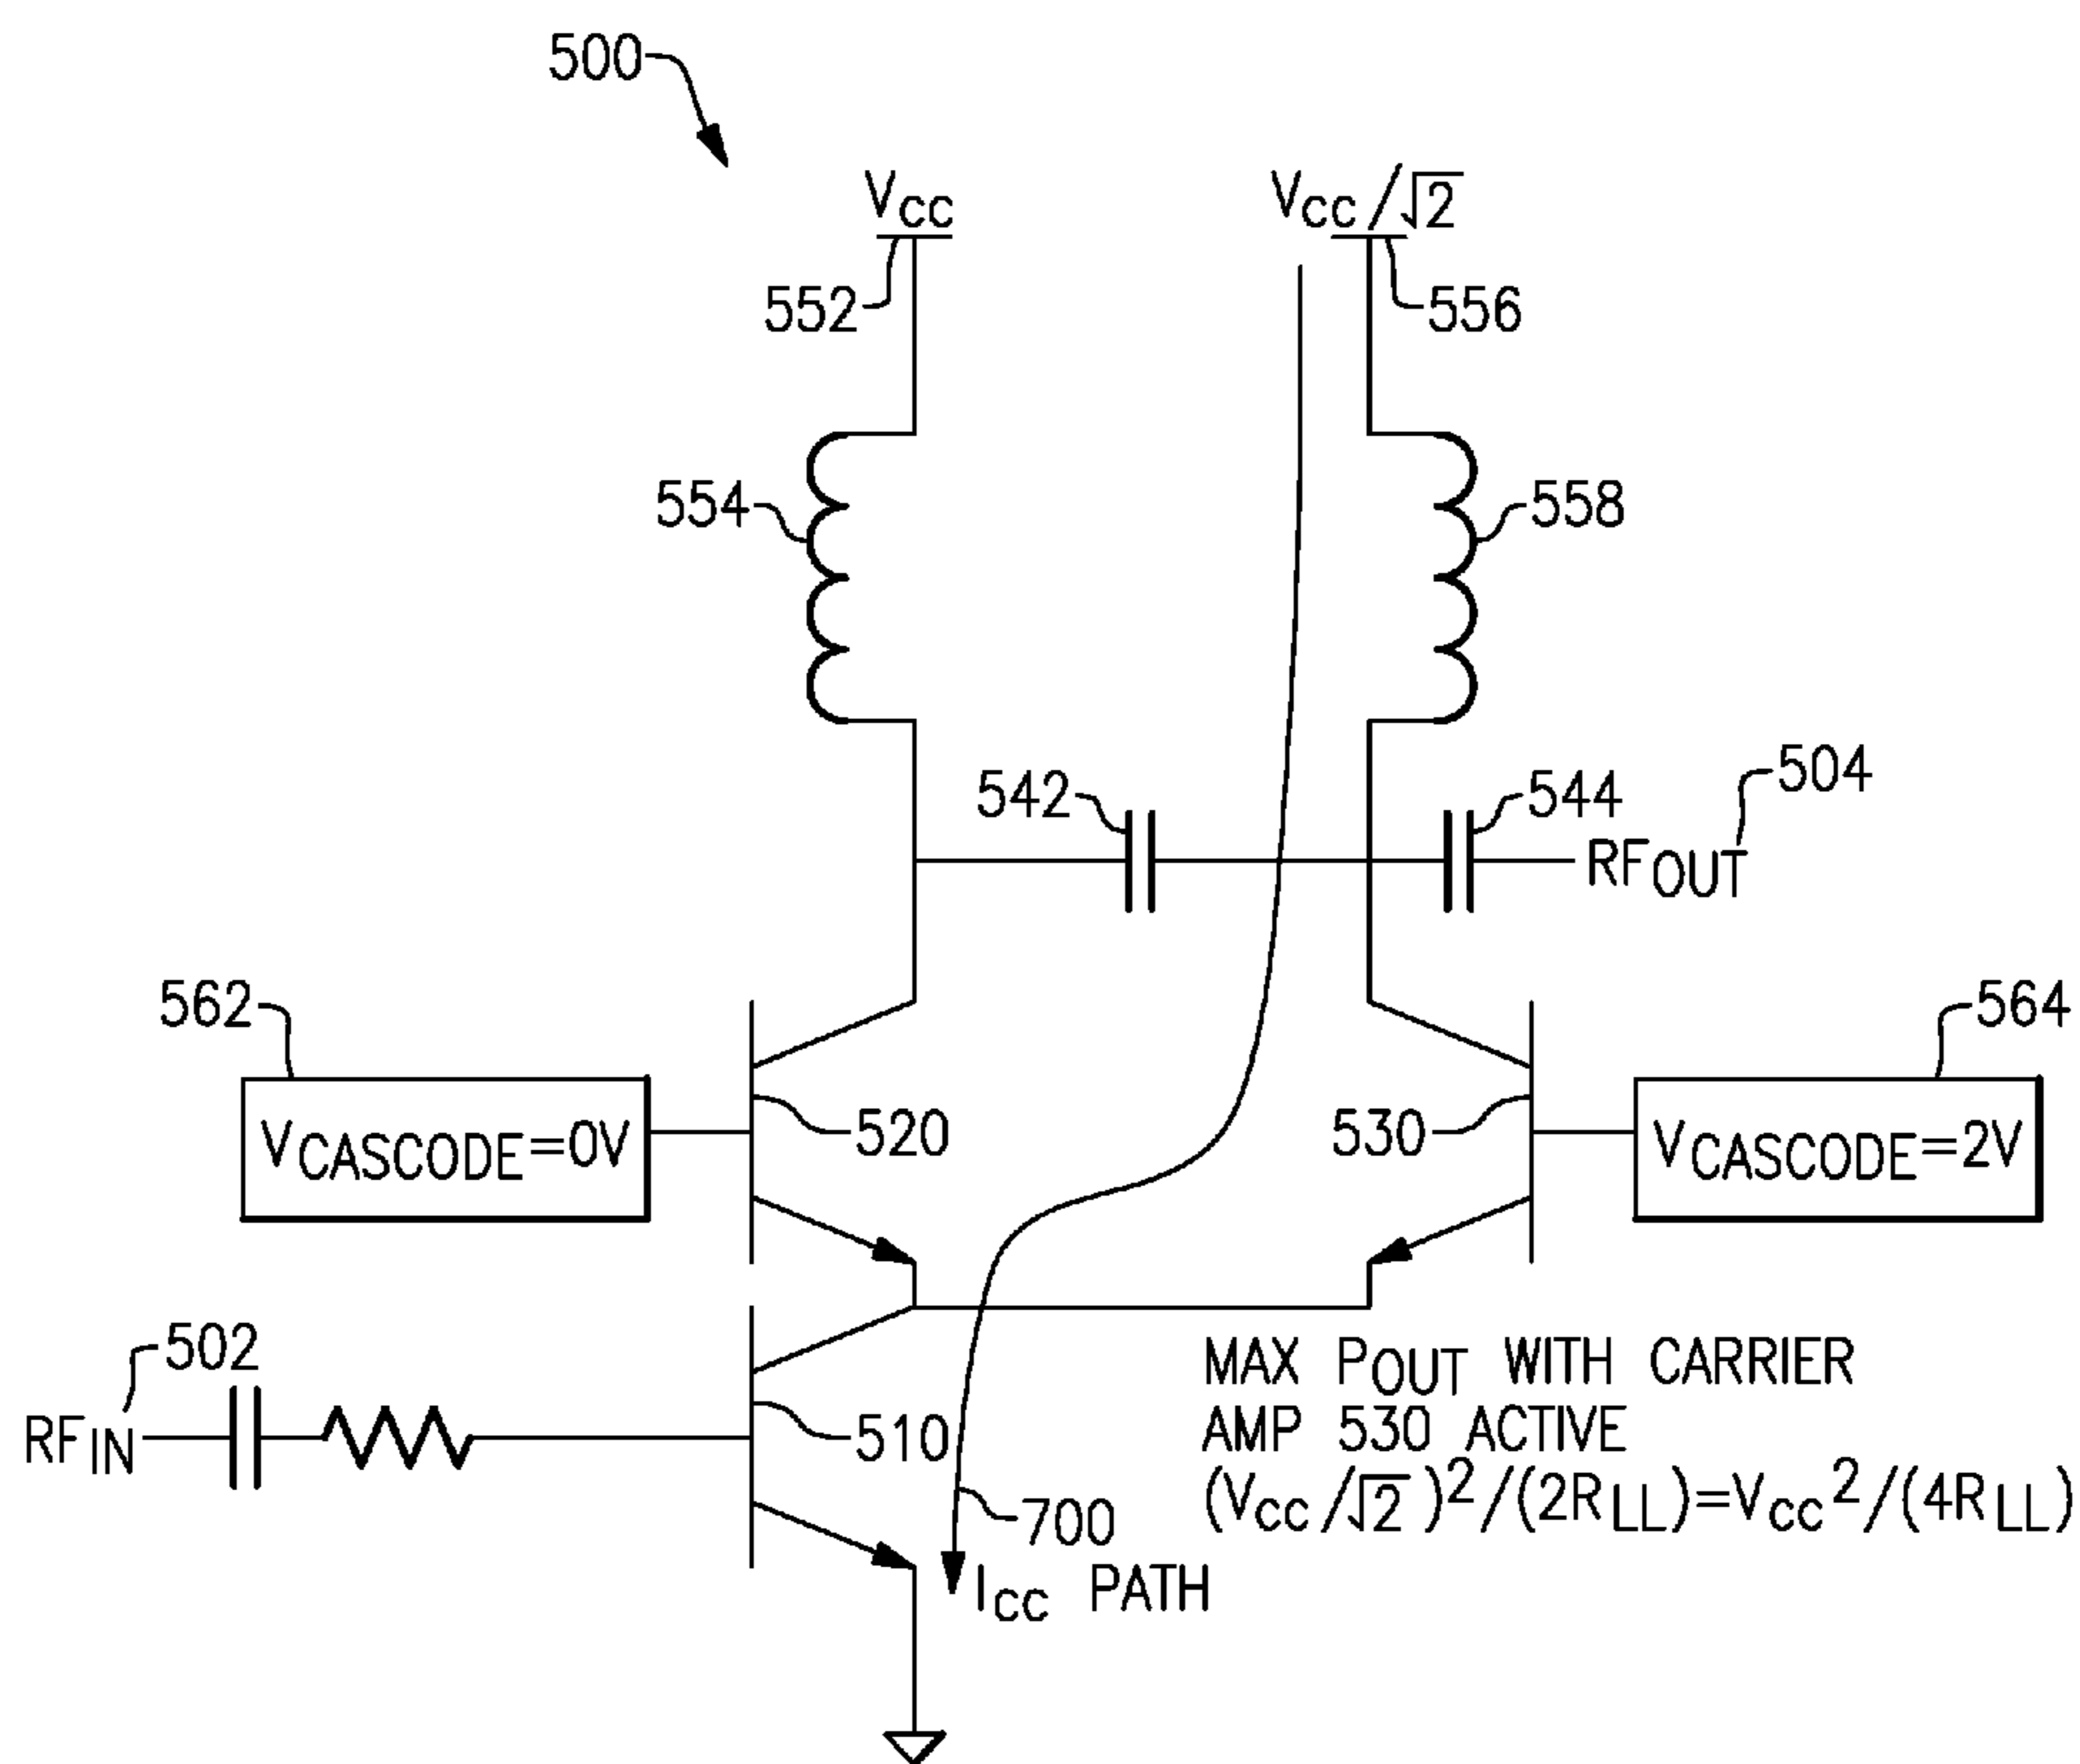 500
VCC
VCC/√2
552
556
554
558
542
544
504
RFOUT
562
564
VCASCODE=0V
520
530
VCASCODE=2V
502
RFIN
510
MAX POUT WITH CARRIER
AMP 530 ACTIVE
(VCC/√2)²/(2RLL)=VCC²/(4RLL)
700
ICC PATH